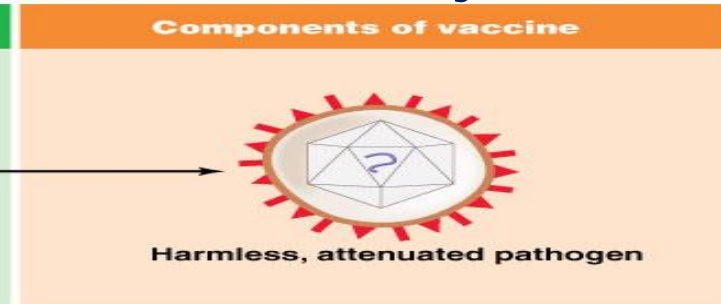 Components of vaccine
Harmless, attenuated pathogen